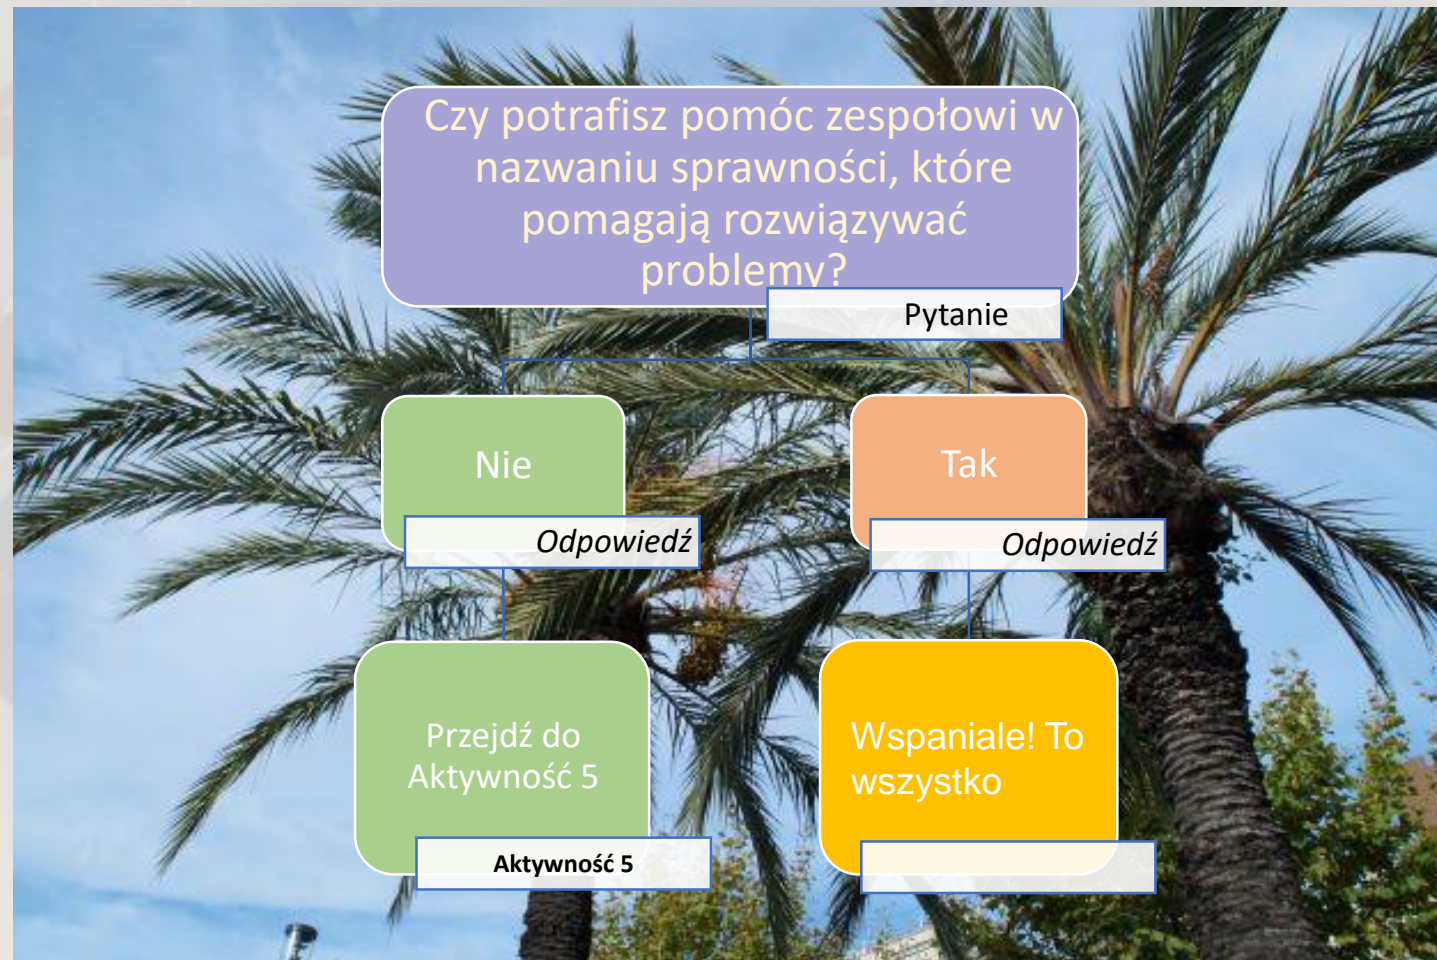 Czy potrafisz pomóc zespołowi w
nazwaniu sprawności, które
pomagają rozwiązywać
problemy?
Pytanie
Nie
Tak
Odpowiedź
Odpowiedź
Przejdź do
Aktywność 5
Wspaniale! To
wszystko
Aktywność 5